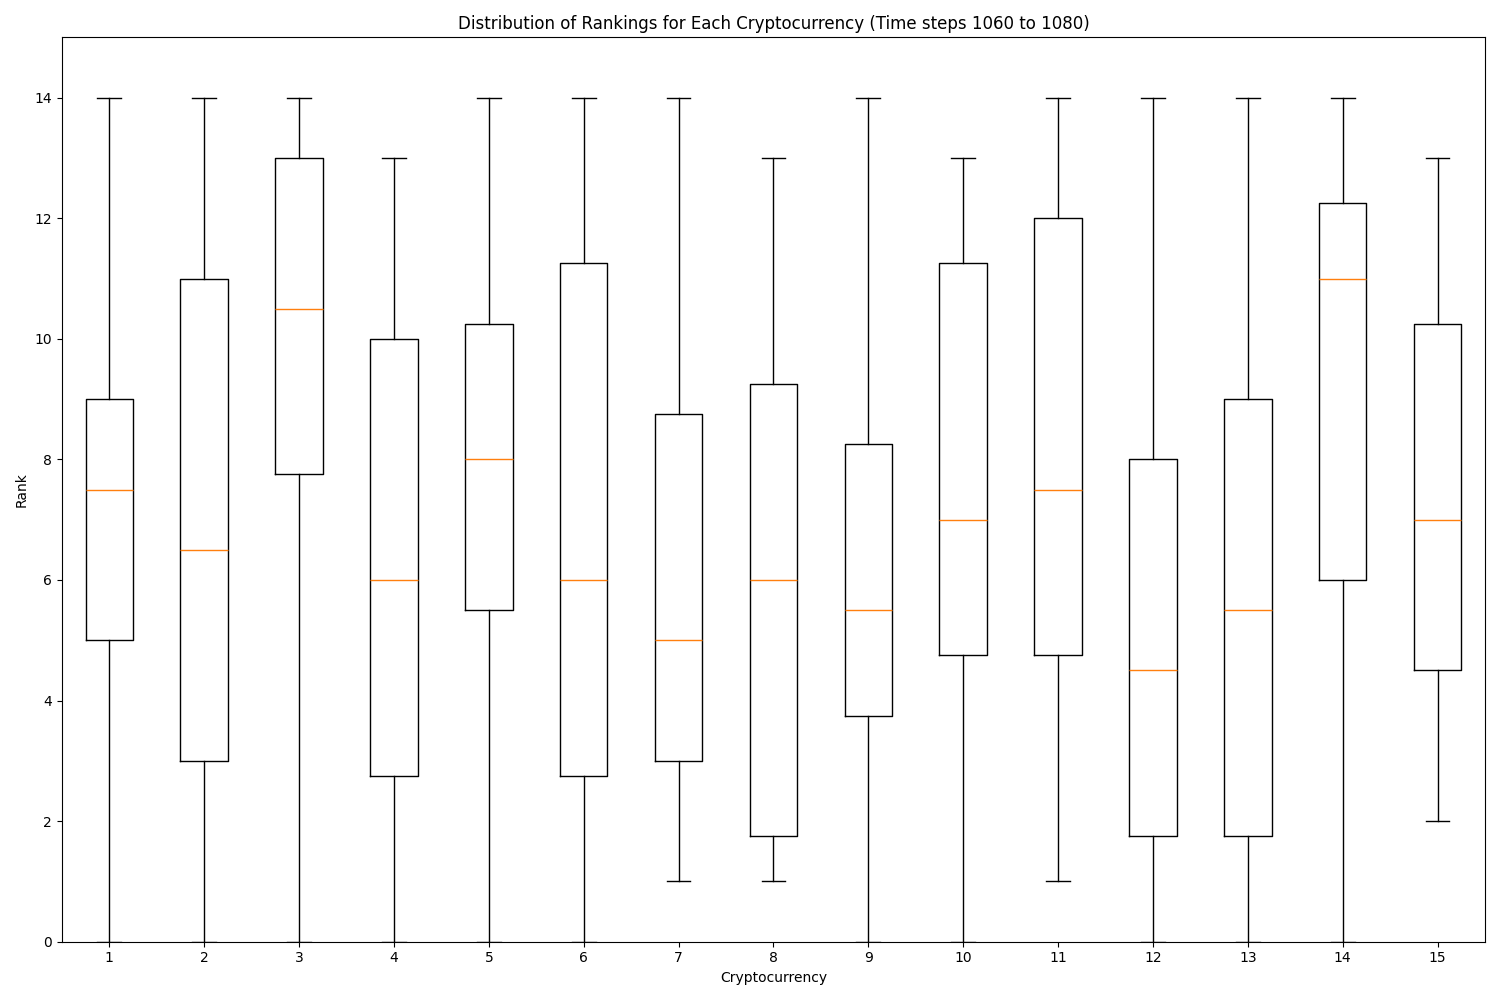 Distribution of Rankings for Each Cryptocurrency (Time steps 1060 to 1080)
14
12
10
8
6
4
2
0
Rank
1 2 3 4 5 6 7 8 9 10 11 12 13 14 15
Cryptocurrency